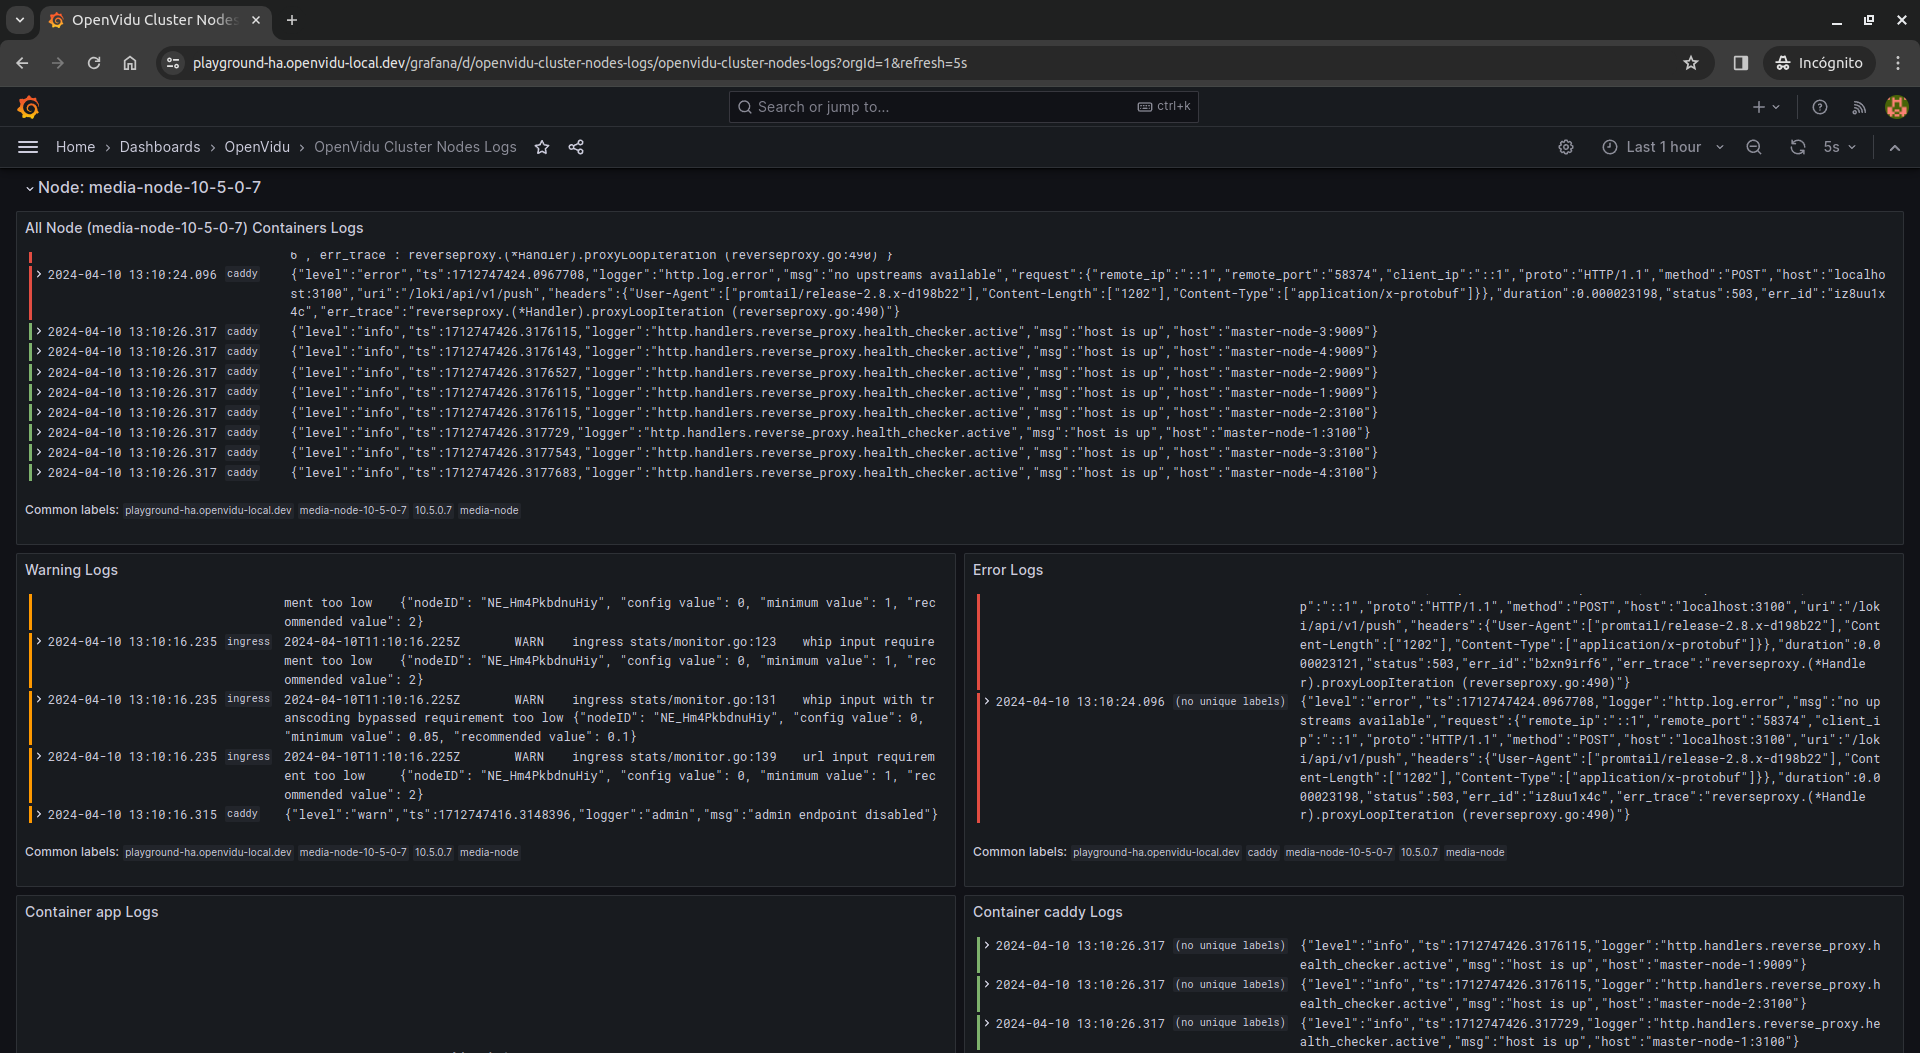 OpenVidu Cluster Nodes
playground-ha.openvidu-local.dev/grafana/d/openvidu-cluster-nodes-logs/openvidu-cluster-nodes-logs?orgId=1&refresh=5s
Incógnito
Search or jump to...
ctrl+k
Home › Dashboards › OpenVidu › OpenVidu Cluster Nodes Logs
Last 1 hour
5s
Node: media-node-10-5-0-7
All Node (media-node-10-5-0-7) Containers Logs
6","err_trace":"reverseproxy.(*Handler).proxyLoopIteration (reverseproxy.go:490)"}
2024-04-10 13:10:24.096 caddy {"level":"error","ts":1712747424.0967708,"logger":"http.log.error","msg":"no upstreams available","request":{"remote_ip":"::1","remote_port":"58374","client_ip":"::1","proto":"HTTP/1.1","method":"POST","host":"localho
st:3100","uri":"/loki/api/v1/push","headers":{"User-Agent":["promtail/release-2.8.x-d198b22"],"Content-Length":["1202"],"Content-Type":["application/x-protobuf"]}},"duration":0.000023198,"status":503,"err_id":"iz8uu1x
4c","err_trace":"reverseproxy.(*Handler).proxyLoopIteration (reverseproxy.go:490)"}
2024-04-10 13:10:26.317 caddy {"level":"info","ts":1712747426.3176115,"logger":"http.handlers.reverse_proxy.health_checker.active","msg":"host is up","host":"master-node-3:9009"}
2024-04-10 13:10:26.317 caddy {"level":"info","ts":1712747426.3176143,"logger":"http.handlers.reverse_proxy.health_checker.active","msg":"host is up","host":"master-node-4:9009"}
2024-04-10 13:10:26.317 caddy {"level":"info","ts":1712747426.3176527,"logger":"http.handlers.reverse_proxy.health_checker.active","msg":"host is up","host":"master-node-2:9009"}
2024-04-10 13:10:26.317 caddy {"level":"info","ts":1712747426.3176115,"logger":"http.handlers.reverse_proxy.health_checker.active","msg":"host is up","host":"master-node-1:9009"}
2024-04-10 13:10:26.317 caddy {"level":"info","ts":1712747426.3176115,"logger":"http.handlers.reverse_proxy.health_checker.active","msg":"host is up","host":"master-node-2:3100"}
2024-04-10 13:10:26.317 caddy {"level":"info","ts":1712747426.317729,"logger":"http.handlers.reverse_proxy.health_checker.active","msg":"host is up","host":"master-node-1:3100"}
2024-04-10 13:10:26.317 caddy {"level":"info","ts":1712747426.3177543,"logger":"http.handlers.reverse_proxy.health_checker.active","msg":"host is up","host":"master-node-3:3100"}
2024-04-10 13:10:26.317 caddy {"level":"info","ts":1712747426.3177683,"logger":"http.handlers.reverse_proxy.health_checker.active","msg":"host is up","host":"master-node-4:3100"}
Common labels: playground-ha.openvidu-local.dev media-node-10-5-0-7 10.5.0.7 media-node
Warning Logs
ment too low {"nodeID": "NE_Hm4PkbdnuHiy", "config value": 0, "minimum value": 1, "rec
ommended value": 2}
2024-04-10 13:10:16.235 ingress 2024-04-10T11:10:16.225Z WARN ingress stats/monitor.go:123 whip input require
ment too low {"nodeID": "NE_Hm4PkbdnuHiy", "config value": 0, "minimum value": 1, "rec
ommended value": 2}
2024-04-10 13:10:16.235 ingress 2024-04-10T11:10:16.225Z WARN ingress stats/monitor.go:131 whip input with tr
anscoding bypassed requirement too low {"nodeID": "NE_Hm4PkbdnuHiy", "config value": 0,
"minimum value": 0.05, "recommended value": 0.1}
2024-04-10 13:10:16.235 ingress 2024-04-10T11:10:16.225Z WARN ingress stats/monitor.go:139 url input requirem
ent too low {"nodeID": "NE_Hm4PkbdnuHiy", "config value": 0, "minimum value": 1, "rec
ommended value": 2}
2024-04-10 13:10:16.315 caddy {"level":"warn","ts":1712747416.3148396,"logger":"admin","msg":"admin endpoint disabled"}
Common labels: playground-ha.openvidu-local.dev media-node-10-5-0-7 10.5.0.7 media-node
Error Logs
p":"::1","proto":"HTTP/1.1","method":"POST","host":"localhost:3100","uri":"/lok
i/api/v1/push","headers":{"User-Agent":["promtail/release-2.8.x-d198b22"],"Cont
ent-Length":["1202"],"Content-Type":["application/x-protobuf"]}},"duration":0.0
00023121,"status":503,"err_id":"b2xn9irf6","err_trace":"reverseproxy.(*Handle
r).proxyLoopIteration (reverseproxy.go:490)"}
2024-04-10 13:10:24.096 (no unique labels) {"level":"error","ts":1712747424.0967708,"logger":"http.log.error","msg":"no up
streams available","request":{"remote_ip":"::1","remote_port":"58374","client_i
p":"::1","proto":"HTTP/1.1","method":"POST","host":"localhost:3100","uri":"/lok
i/api/v1/push","headers":{"User-Agent":["promtail/release-2.8.x-d198b22"],"Cont
ent-Length":["1202"],"Content-Type":["application/x-protobuf"]}},"duration":0.0
00023198,"status":503,"err_id":"iz8uu1x4c","err_trace":"reverseproxy.(*Handle
r).proxyLoopIteration (reverseproxy.go:490)"}
Common labels: playground-ha.openvidu-local.dev caddy media-node-10-5-0-7 10.5.0.7 media-node
Container app Logs
Container caddy Logs
2024-04-10 13:10:26.317 (no unique labels) {"level":"info","ts":1712747426.3176115,"logger":"http.handlers.reverse_proxy.h
ealth_checker.active","msg":"host is up","host":"master-node-1:9009"}
2024-04-10 13:10:26.317 (no unique labels) {"level":"info","ts":1712747426.3176115,"logger":"http.handlers.reverse_proxy.h
ealth_checker.active","msg":"host is up","host":"master-node-2:3100"}
2024-04-10 13:10:26.317 (no unique labels) {"level":"info","ts":1712747426.317729,"logger":"http.handlers.reverse_proxy.he
alth_checker.active","msg":"host is up","host":"master-node-1:3100"}